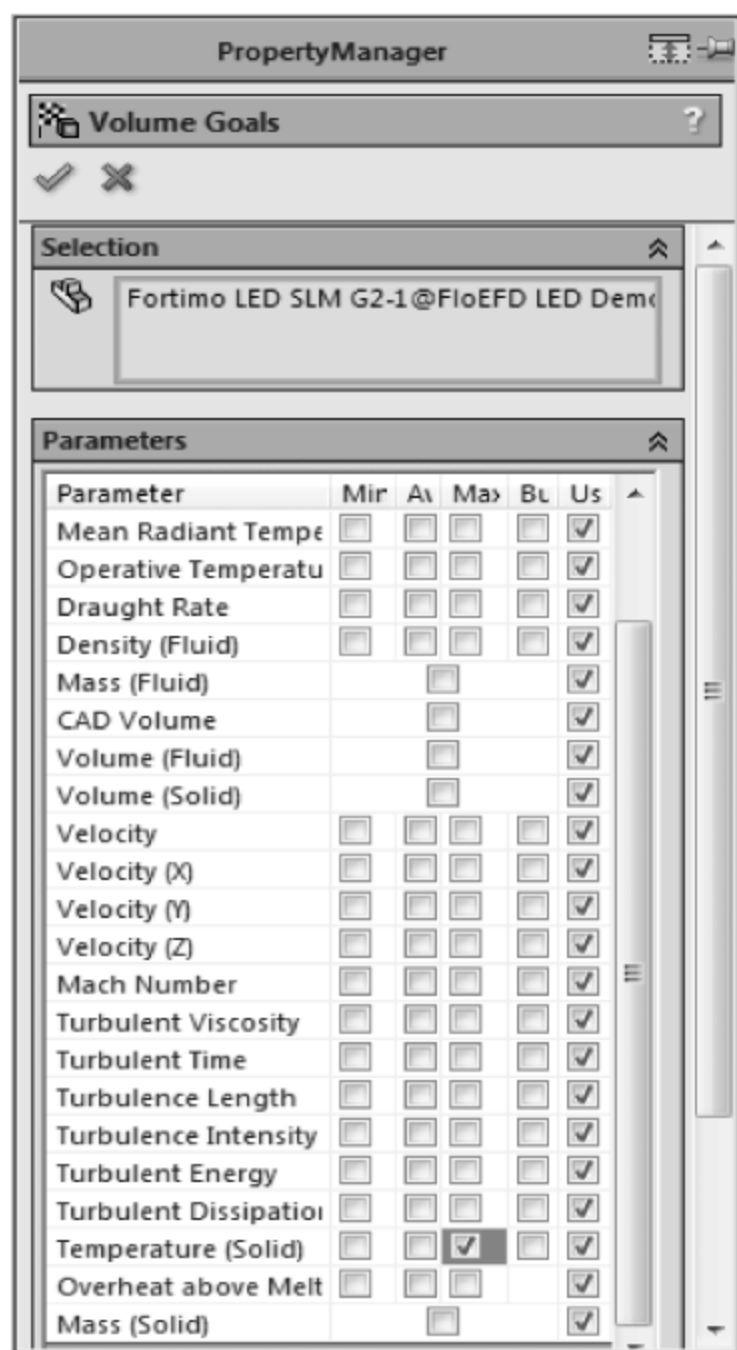 PropertyManager
Volume Goals ?
Selection
Fortimo LED SLM G2-1@FloEFD LED Demo
Parameters
Parameter Mir Av Max Bu Us
Mean Radiant Tempe
Operative Temperatu
Draught Rate
Density (Fluid)
Mass (Fluid)
CAD Volume
Volume (Fluid)
Volume (Solid)
Velocity
Velocity (X)
Velocity (Y)
Velocity (Z)
Mach Number
Turbulent Viscosity
Turbulent Time
Turbulence Length
Turbulence Intensity
Turbulent Energy
Turbulent Dissipation
Temperature (Solid)
Overheat above Melt
Mass (Solid)